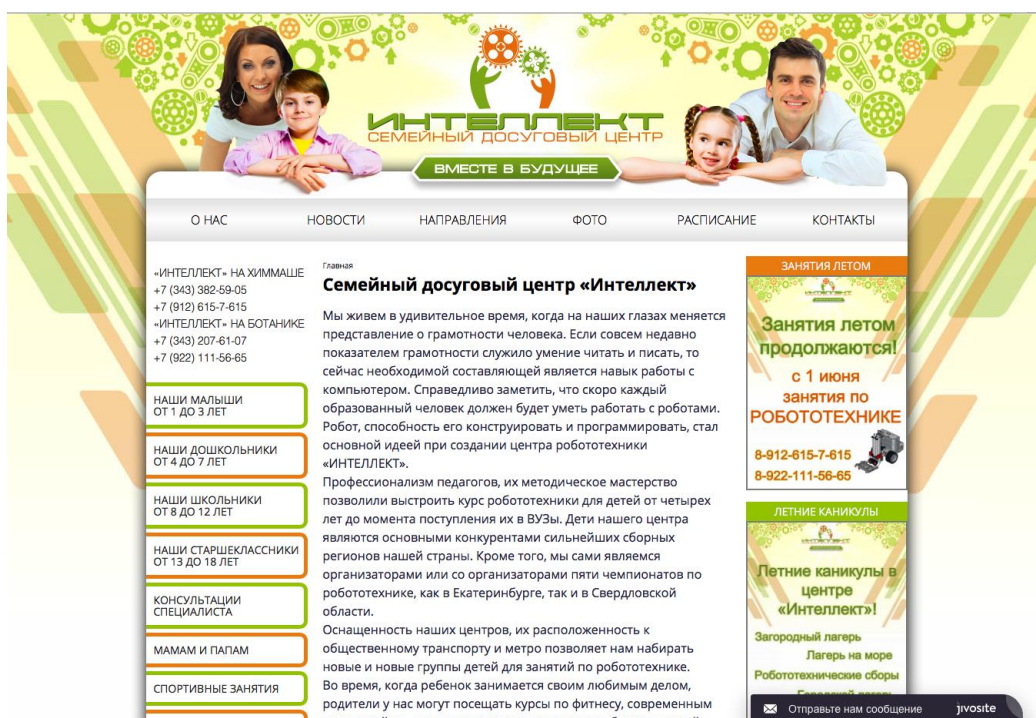 ИНТЕЛЛЕКТ
СЕМЕЙНЫЙ ДОСУГОВЫЙ ЦЕНТР
ВМЕСТЕ В БУДУЩЕЕ
О НАС
НОВОСТИ
НАПРАВЛЕНИЯ
ФОТО
РАСПИСАНИЕ
КОНТАКТЫ
«ИНТЕЛЛЕКТ» НА ХИММАШЕ
+7 (343) 382-59-05
+7 (912) 615-7-615
«ИНТЕЛЛЕКТ» НА БОТАНИКЕ
+7 (343) 207-61-07
+7 (922) 111-56-65
НАШИ МАЛЫШИ
ОТ 1 ДО 3 ЛЕТ
НАШИ ДОШКОЛЬНИКИ
ОТ 4 ДО 7 ЛЕТ
НАШИ ШКОЛЬНИКИ
ОТ 8 ДО 12 ЛЕТ
НАШИ СТАРШЕКЛАССНИКИ
ОТ 13 ДО 18 ЛЕТ
КОНСУЛЬТАЦИИ
СПЕЦИАЛИСТА
МАМАМ И ПАПАМ
СПОРТИВНЫЕ ЗАНЯТИЯ
Главная
Семейный досуговый центр «Интеллект»
Мы живем в удивительное время, когда на наших глазах меняется
представление о грамотности человека. Если совсем недавно
показателем грамотности служило умение читать и писать, то
сейчас необходимой составляющей является навык работы с
компьютером. Справедливо заметить, что скоро каждый
образованный человек должен будет уметь работать с роботами.
Робот, способность его конструировать и программировать, стал
основной идеей при создании центра робототехники
«ИНТЕЛЛЕКТ».
Профессионализм педагогов, их методическое мастерство
позволили выстроить курс робототехники для детей от четырех
лет до момента поступления их в ВУЗы. Дети нашего центра
являются основными конкурентами сильнейших сборных
регионов нашей страны. Кроме того, мы сами являемся
организаторами или со организаторами пяти чемпионатов по
робототехнике, как в Екатеринбурге, так и в Свердловской
области.
Оснащенность наших центров, их расположенность к
общественному транспорту и метро позволяет нам набирать
новые и новые группы детей для занятий по робототехнике.
Во время, когда ребенок занимается своим любимым делом,
родители у нас могут посещать курсы по фитнесу, современным
ЗАНЯТИЯ ЛЕТОМ
ИНТЕЛЛЕКТ
Занятия летом
продолжаются!
с 1 июня
занятия по
РОБОТОТЕХНИКЕ
8-912-615-7-615
8-922-111-56-65
ЛЕТНИЕ КАНИКУЛЫ
ИНТЕЛЛЕКТ
Летние каникулы в
центре
«Интеллект»!
Загородный лагерь
Лагерь на море
Робототехнические сборы
Отправьте нам сообщение
jivosite